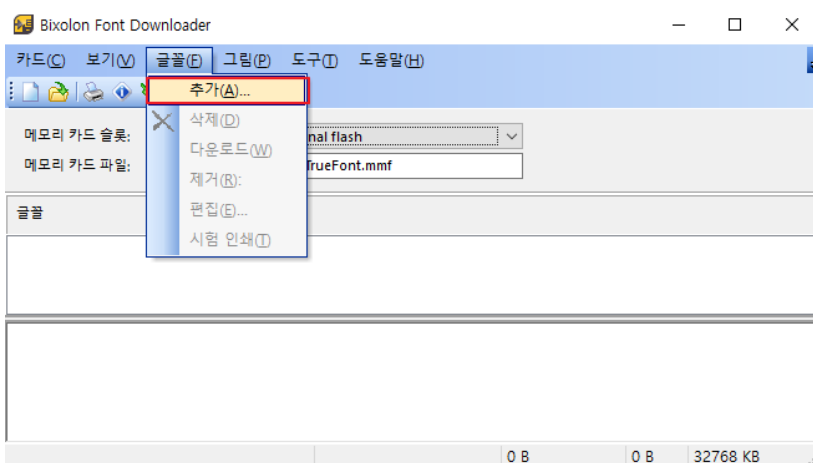 Bixolon Font Downloader
카드(C) 보기(V) 글꼴(F) 그림(P) 도구(T) 도움말(H)
추가(A)...
삭제(D)
메모리 카드 슬롯: nal flash
다운로드(W)
메모리 카드 파일: TrueFont.mmf
제거(R):
글꼴
편집(E)...
시험 인쇄(T)
0 B 0 B 32768 KB